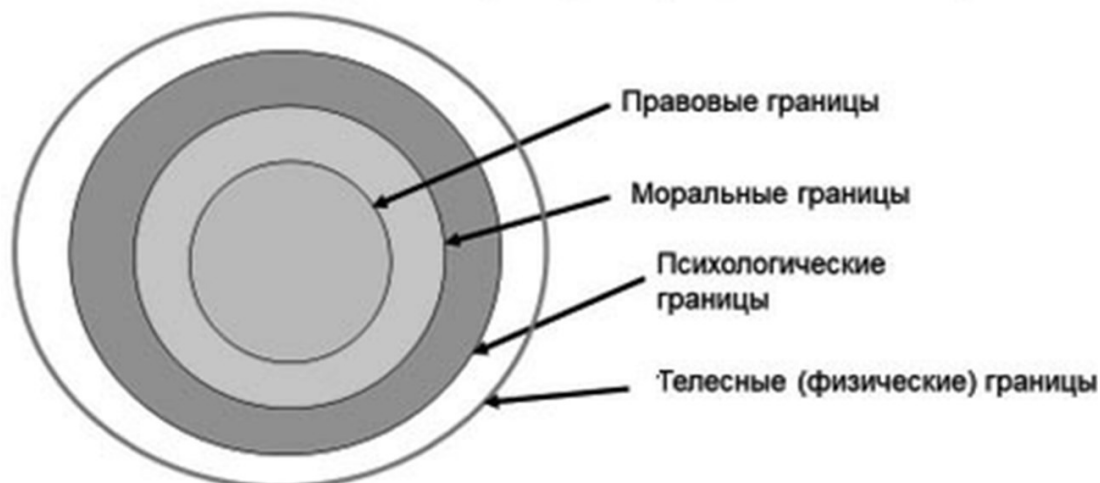 Правовые границы
Моральные границы
Психологические
границы
Телесные (физические) границы